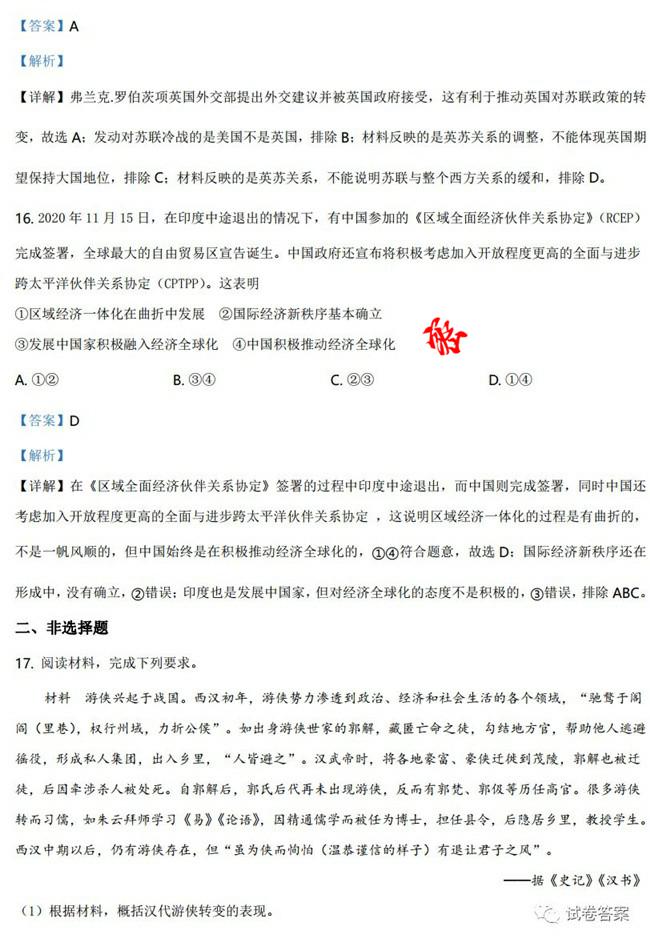 【答案】A
【解析】
【详解】弗兰克.罗伯茨项英国外交部提出外交建议并被英国政府接受，这有利于推动英国对苏联政策的转
变，故选 A；发动对苏联冷战的是美国不是英国，排除 B；材料反映的是英苏关系的调整，不能体现英国期
望保持大国地位，排除 C；材料反映的是英苏关系，不能说明苏联与整个西方关系的缓和，排除 D。
16. 2020 年 11 月 15 日，在印度中途退出的情况下，有中国参加的《区域全面经济伙伴关系协定》（RCEP）
完成签署，全球最大的自由贸易区宣告诞生。中国政府还宣布将积极考虑加入开放程度更高的全面与进步
跨太平洋伙伴关系协定（CPTPP）。这表明
①区域经济一体化在曲折中发展 ②国际经济新秩序基本确立
③发展中国家积极融入经济全球化 ④中国积极推动经济全球化
A. ①② B. ③④ C. ②③ D. ①④
【答案】D
【解析】
【详解】在《区域全面经济伙伴关系协定》签署的过程中印度中途退出，而中国则完成签署，同时中国还
考虑加入开放程度更高的全面与进步跨太平洋伙伴关系协定 ，这说明区域经济一体化的过程是有曲折的，
不是一帆风顺的，但中国始终是在积极推动经济全球化的，①④符合题意，故选 D；国际经济新秩序还在
形成中，没有确立，②错误；印度也是发展中国家，但对经济全球化的态度不是积极的，③错误，排除 ABC。
二、非选择题
17. 阅读材料，完成下列要求。
材料 游侠兴起于战国。西汉初年，游侠势力渗透到政治、经济和社会生活的各个领域，“驰骛于阊
阎（里巷），权行州域，力折公侯”。如出身游侠世家的郭解，藏匿亡命之徒，勾结地方官，帮助他人逃避
徭役，形成私人集团，出入乡里，“人皆避之”。汉武帝时，将各地豪富、豪侠迁徙到茂陵，郭解也被迁
徙，后因牵涉杀人被处死。自郭解后，郭氏后代再未出现游侠，反而有郭梵、郭伋等历任高官。很多游侠
转而习儒，如朱云拜师学习《易》《论语》，因精通儒学而被任为博士，担任县令，后隐居乡里，教授学生。
西汉中期以后，仍有游侠存在，但“虽为侠而恂恂（温恭谨信的样子）有退让君子之风”。
——据《史记》《汉书》
（1）根据材料，概括汉代游侠转变的表现。
试卷答案